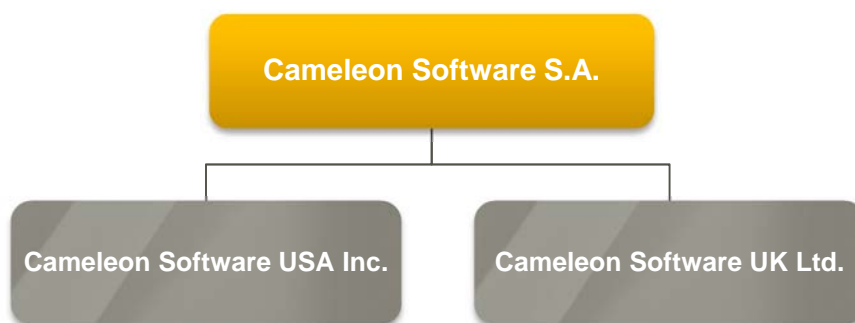 Cameleon Software S.A.
Cameleon Software USA Inc.
Cameleon Software UK Ltd.